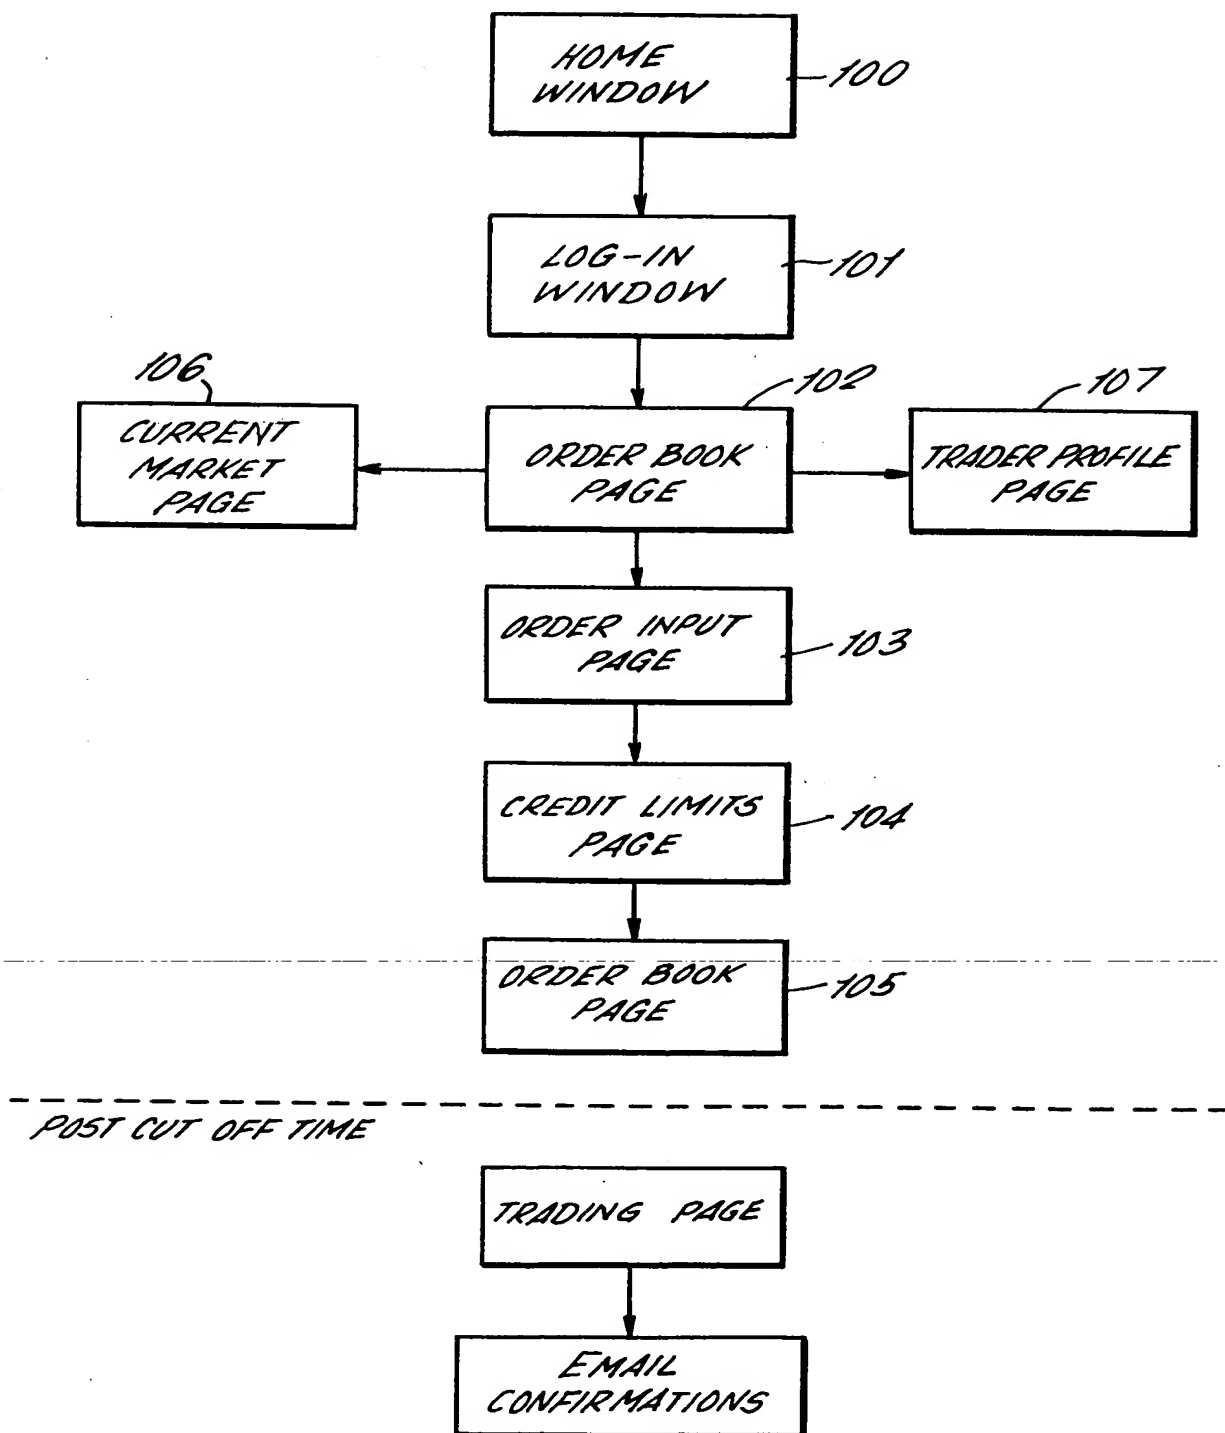 HOME
WINDOW
100
LOG-IN
WINDOW
101
106
102
107
CURRENT
MARKET
PAGE
ORDER BOOK
PAGE
TRADER PROFILE
PAGE
ORDER INPUT
PAGE
103
CREDIT LIMITS
PAGE
104
ORDER BOOK
PAGE
105
POST CUT OFF TIME
TRADING PAGE
EMAIL
CONFIRMATIONS